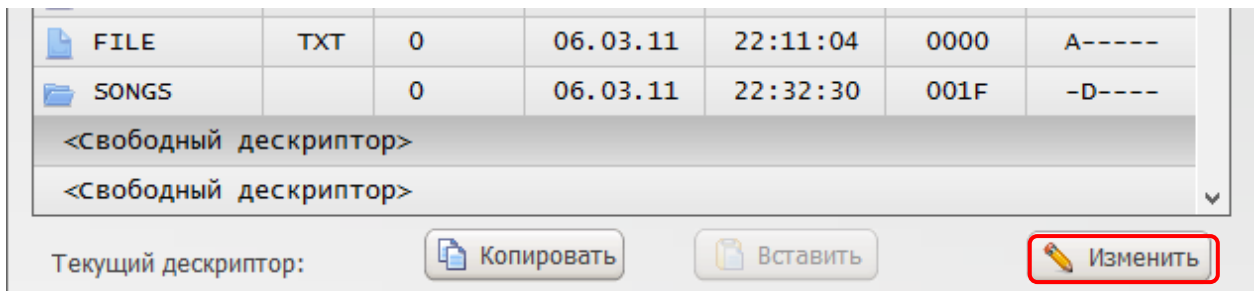 FILE TXT 0 06.03.11 22:11:04 0000 A-----
SONGS 0 06.03.11 22:32:30 001F -D----
<Свободный дескриптор>
<Свободный дескриптор>
Текущий дескриптор: Копировать Вставить Изменить